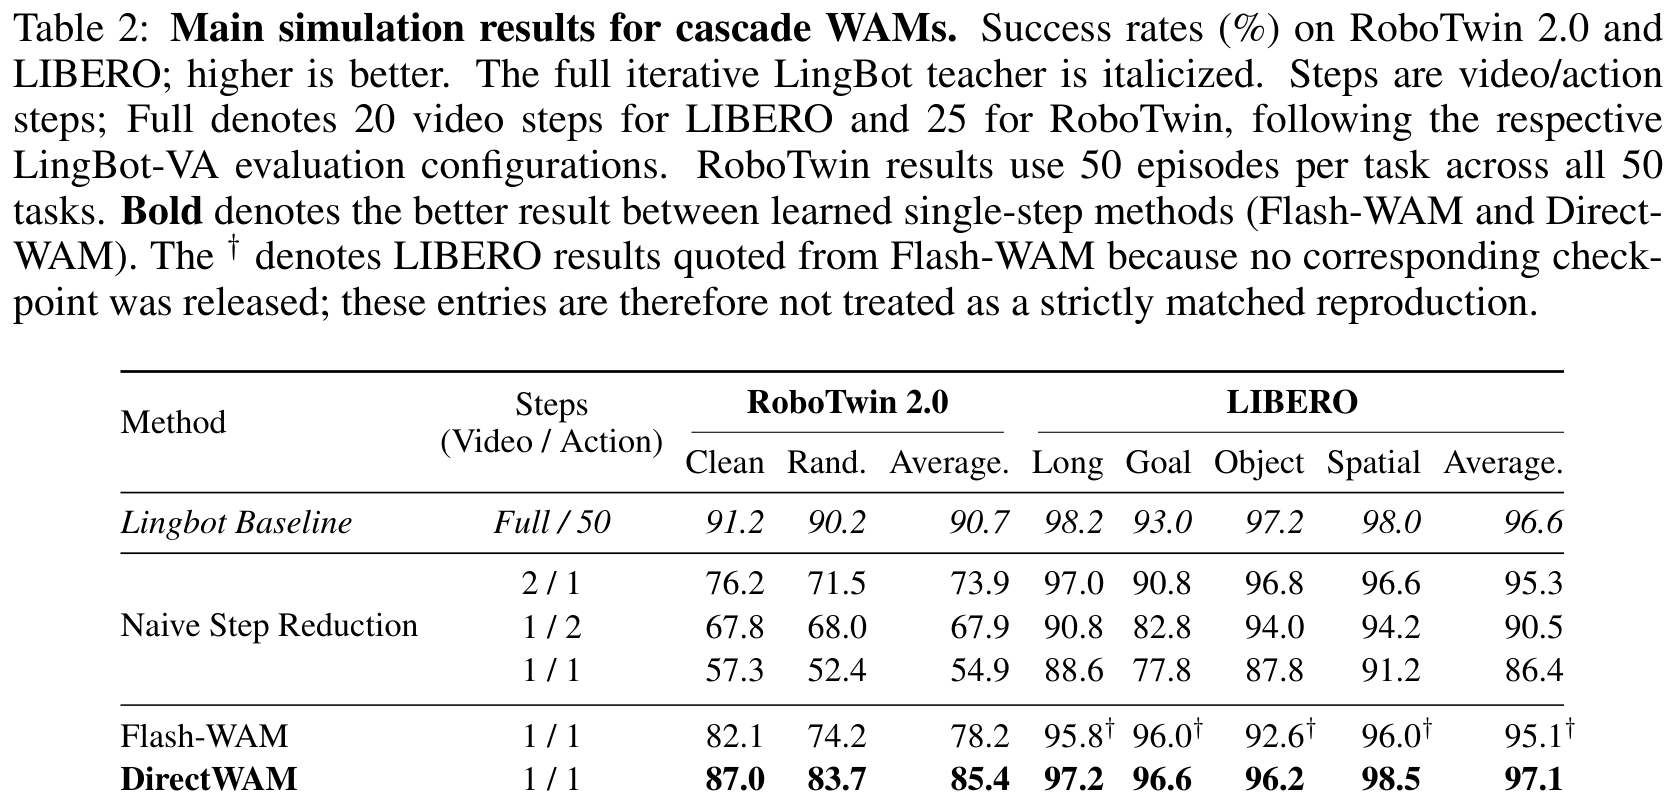 Table 2: Main simulation results for cascade WAMs. Success rates (%) on RoboTwin 2.0 and
LIBERO; higher is better. The full iterative LingBot teacher is italicized. Steps are video/action
steps; Full denotes 20 video steps for LIBERO and 25 for RoboTwin, following the respective
LingBot-VA evaluation configurations. RoboTwin results use 50 episodes per task across all 50
tasks. Bold denotes the better result between learned single-step methods (Flash-WAM and Direct-
WAM). The † denotes LIBERO results quoted from Flash-WAM because no corresponding check-
point was released; these entries are therefore not treated as a strictly matched reproduction.
Method Steps (Video / Action) RoboTwin 2.0 LIBERO
Clean Rand. Average. Long Goal Object Spatial Average.
Lingbot Baseline Full / 50 91.2 90.2 90.7 98.2 93.0 97.2 98.0 96.6
2 / 1 76.2 71.5 73.9 97.0 90.8 96.8 96.6 95.3
Naive Step Reduction 1 / 2 67.8 68.0 67.9 90.8 82.8 94.0 94.2 90.5
1 / 1 57.3 52.4 54.9 88.6 77.8 87.8 91.2 86.4
Flash-WAM 1 / 1 82.1 74.2 78.2 95.8† 96.0† 92.6† 96.0† 95.1†
DirectWAM 1 / 1 87.0 83.7 85.4 97.2 96.6 96.2 98.5 97.1